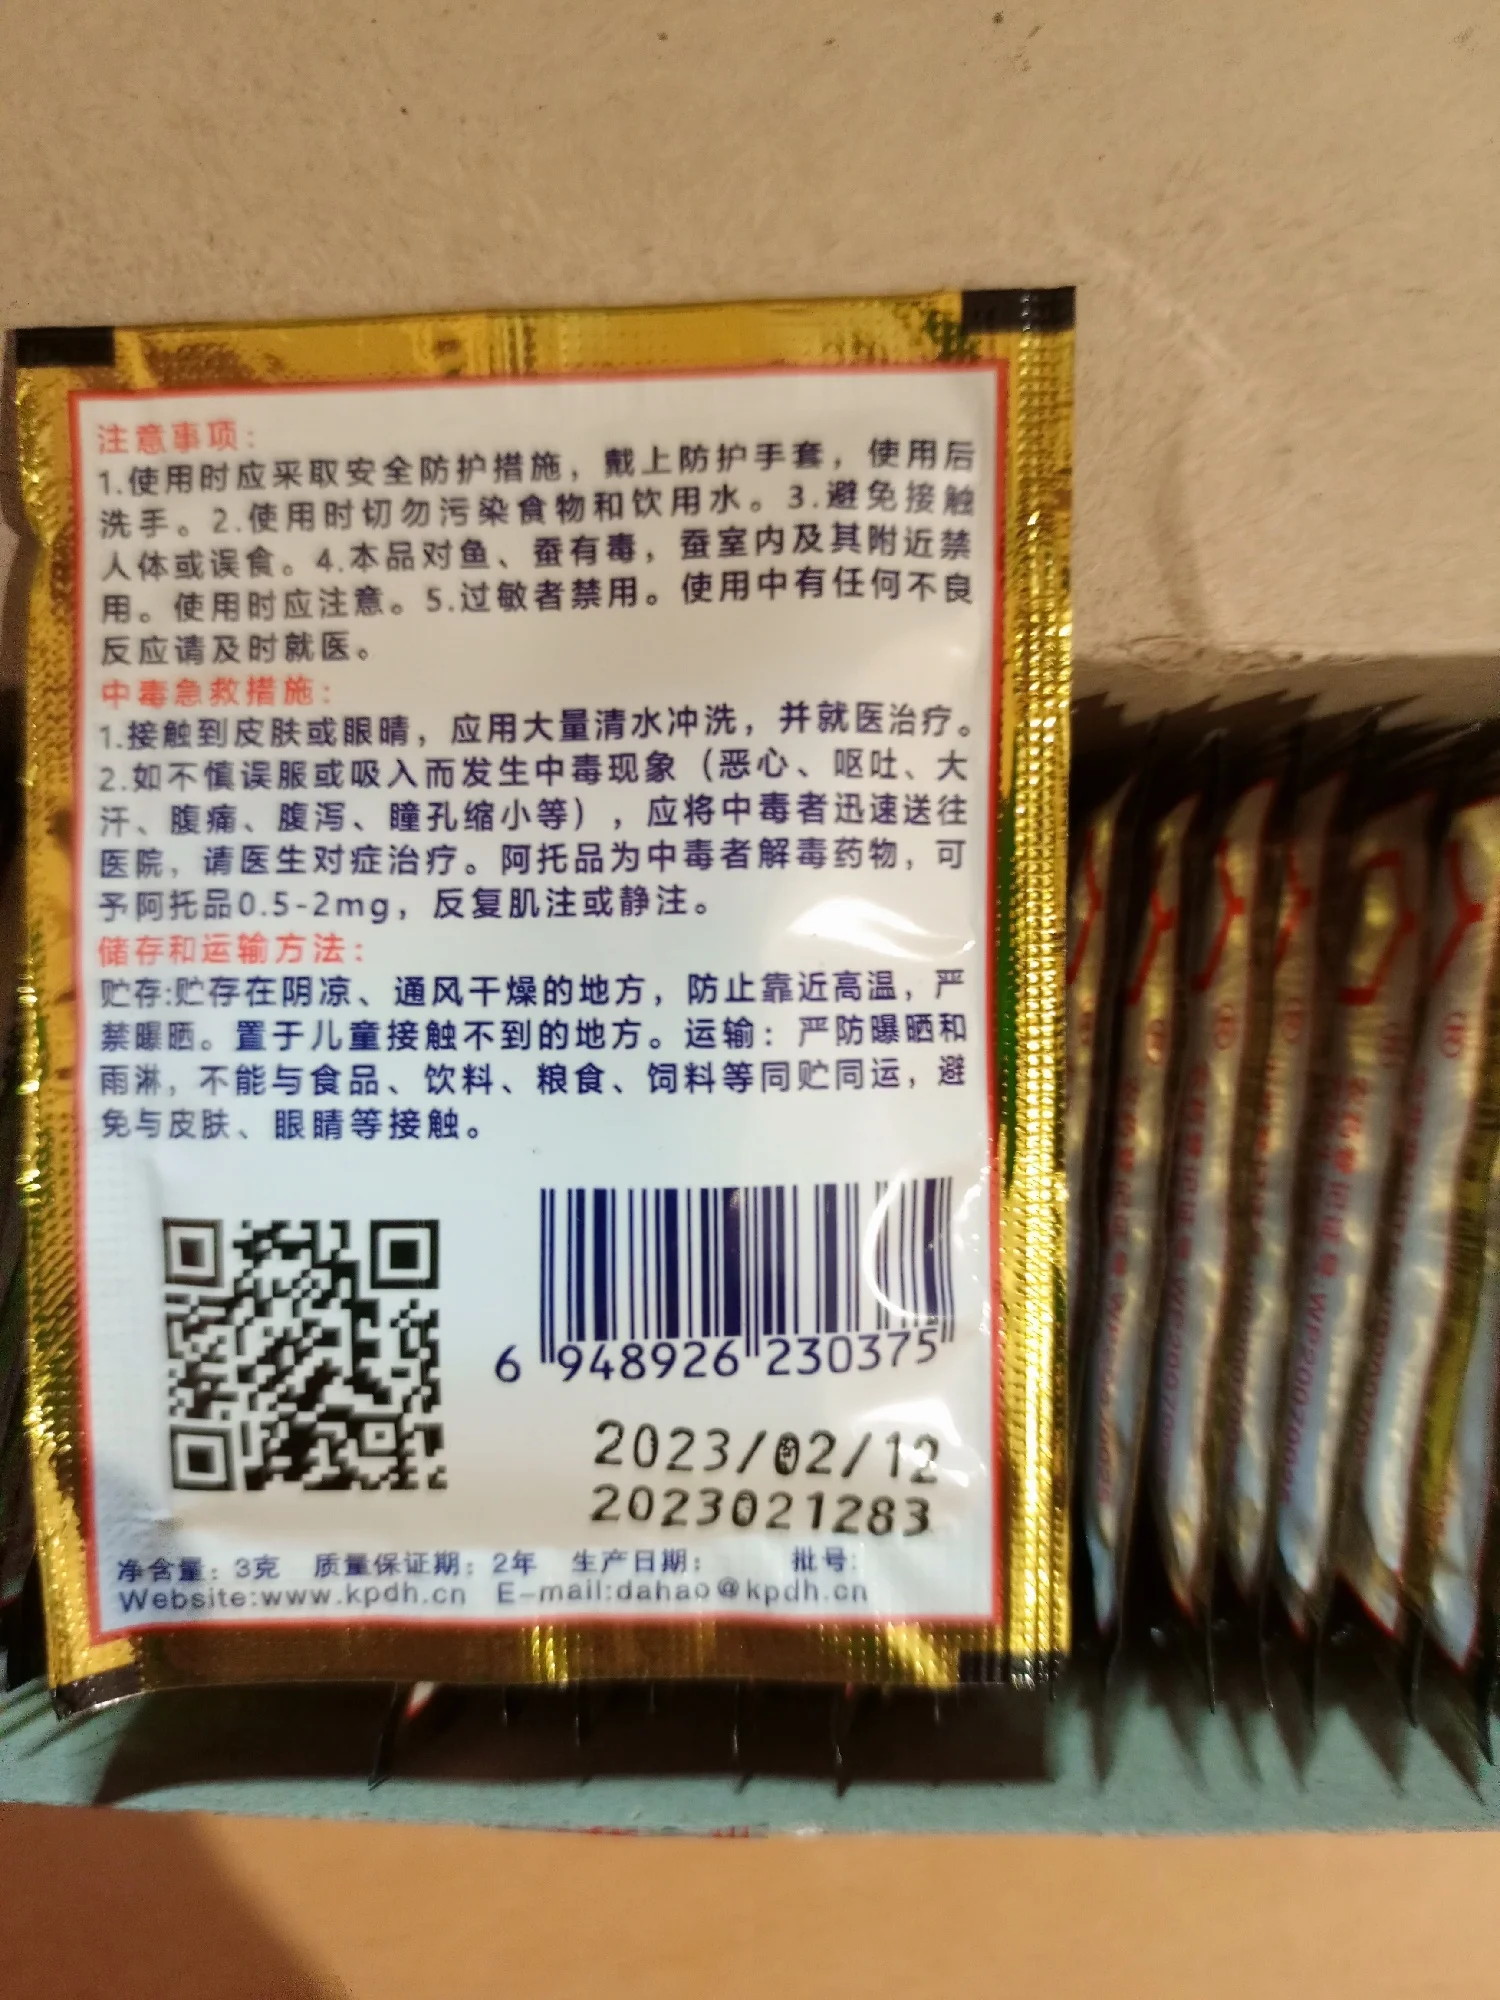 注意事项：
1.使用时应采取安全防护措施，戴上防护手套，使用后
洗手。2.使用时切勿污染食物和饮用水。3.避免接触
人体或误食。4.本品对鱼、蚕有毒，蚕室内及其附近禁
用。使用时应注意。5.过敏者禁用。使用中有任何不良
反应请及时就医。
中毒急救措施：
1.接触到皮肤或眼睛，应用大量清水冲洗，并就医治疗。
2.如不慎误服或吸入而发生中毒现象（恶心、呕吐、大
汗、腹痛、腹泻、瞳孔缩小等），应将中毒者迅速送往
医院，请医生对症治疗。阿托品为中毒者解毒药物，可
予阿托品0.5-2mg，反复肌注或静注。
储存和运输方法：
贮存:贮存在阴凉、通风干燥的地方，防止靠近高温，严
禁曝晒。置于儿童接触不到的地方。运输：严防曝晒和
雨淋，不能与食品、饮料、粮食、饲料等同贮同运，避
免与皮肤、眼睛等接触。
6 948926 230375
2023/02/12
2023021283
净含量：3克 质量保证期：2年 生产日期： 批号：
Website:www.kpdh.cn E-mail:dahao@kpdh.cn